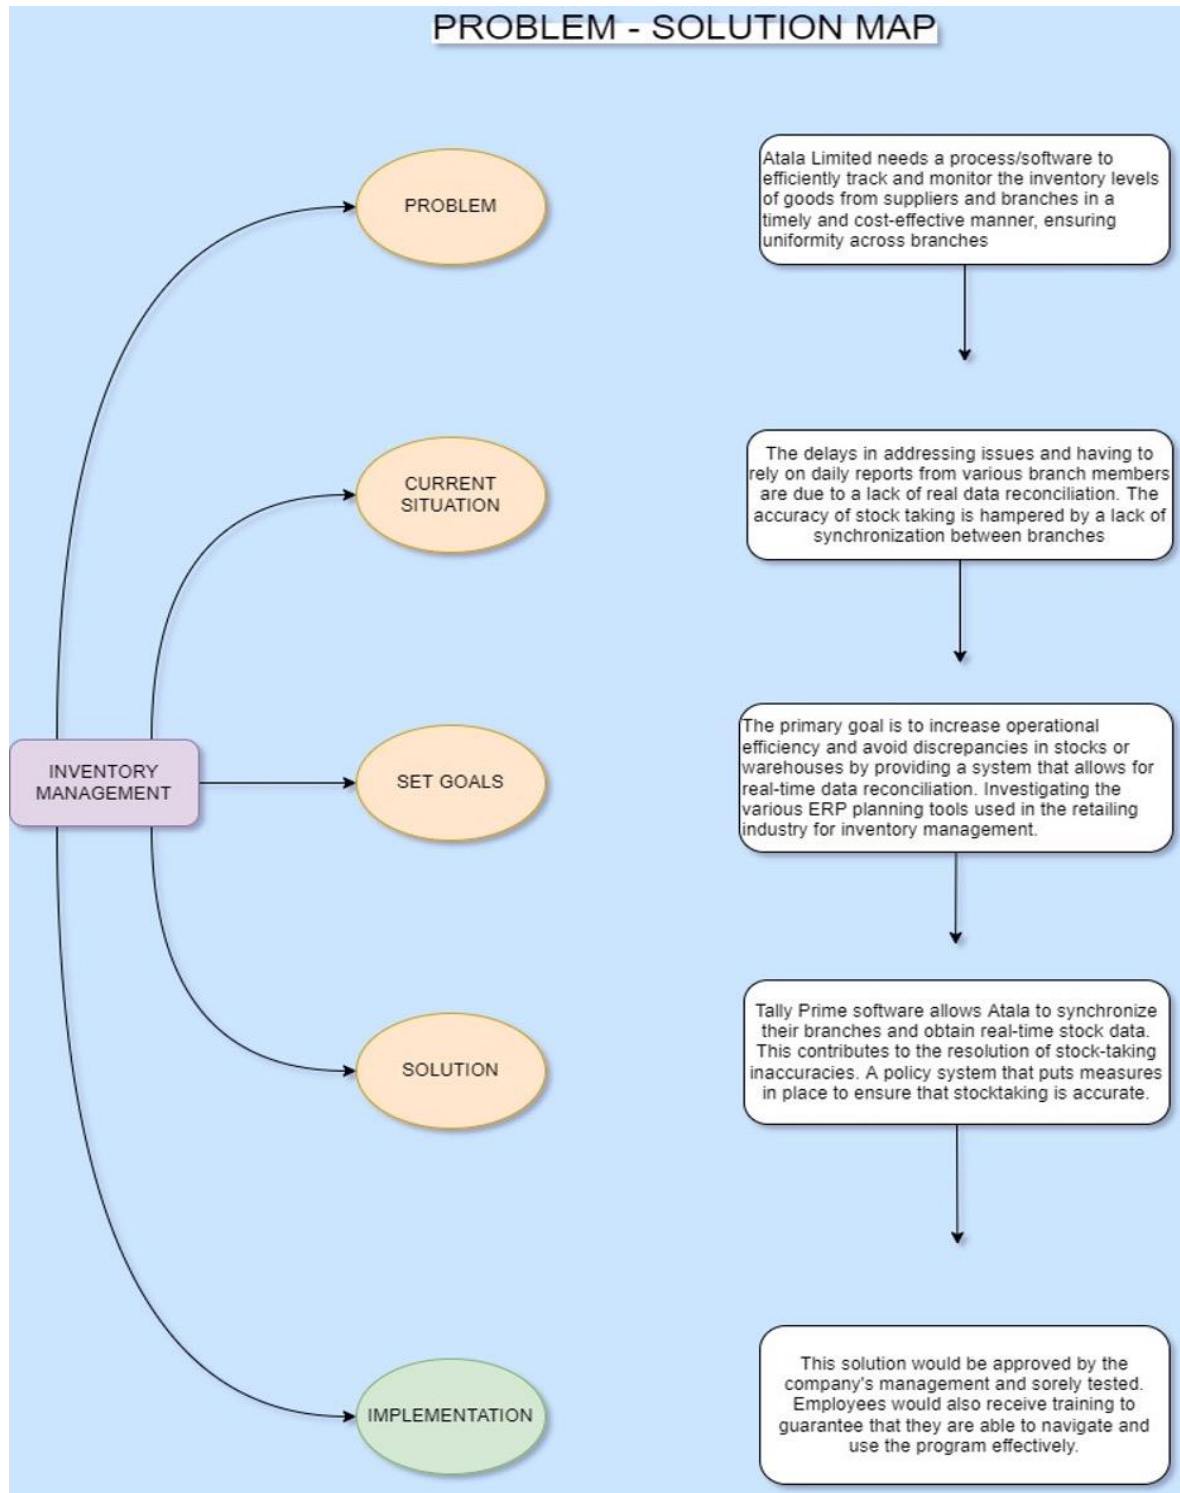 PROBLEM - SOLUTION MAP
PROBLEM
Atala Limited needs a process/software to
efficiently track and monitor the inventory levels
of goods from suppliers and branches in a
timely and cost-effective manner, ensuring
uniformity across branches
CURRENT
SITUATION
The delays in addressing issues and having to
rely on daily reports from various branch members
are due to a lack of real data reconciliation. The
accuracy of stock taking is hampered by a lack of
synchronization between branches
INVENTORY
MANAGEMENT
SET GOALS
The primary goal is to increase operational
efficiency and avoid discrepancies in stocks or
warehouses by providing a system that allows for
real-time data reconciliation. Investigating the
various ERP planning tools used in the retailing
industry for inventory management.
SOLUTION
Tally Prime software allows Atala to synchronize
their branches and obtain real-time stock data.
This contributes to the resolution of stock-taking
inaccuracies. A policy system that puts measures
in place to ensure that stocktaking is accurate.
IMPLEMENTATION
This solution would be approved by the
company's management and sorely tested.
Employees would also receive training to
guarantee that they are able to navigate and
use the program effectively.